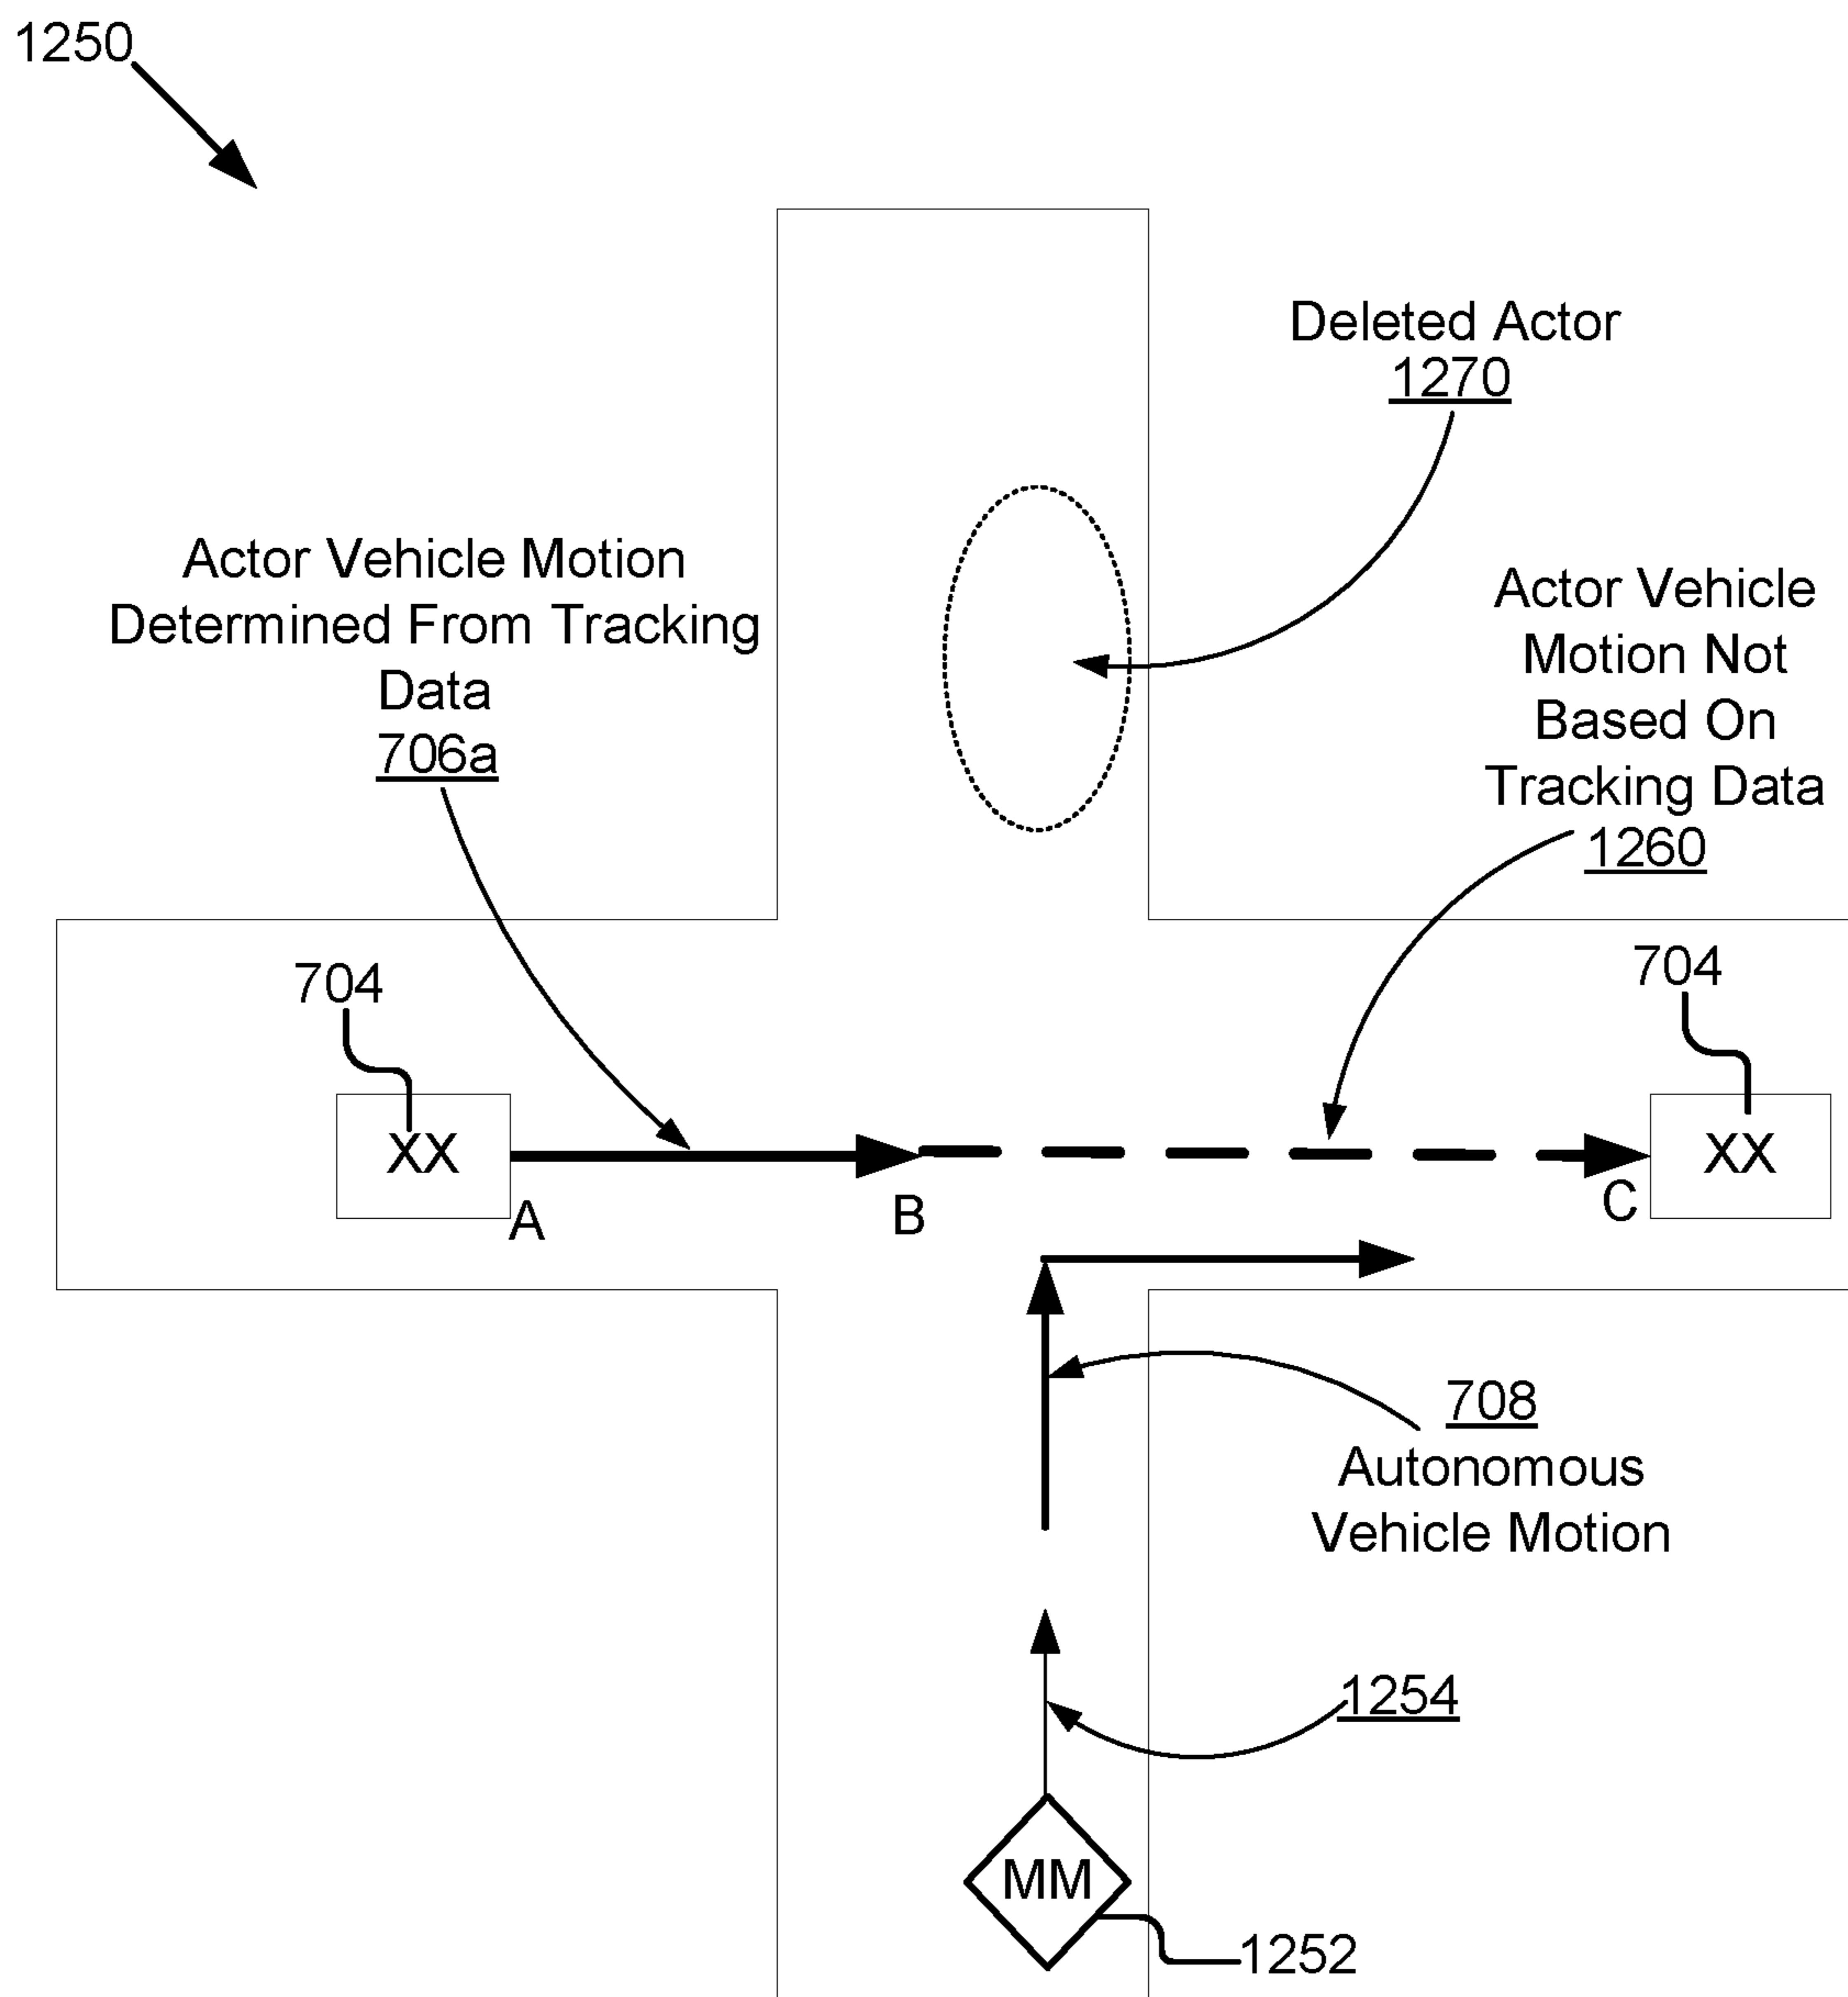 1250
Deleted Actor
1270
Actor Vehicle Motion
Determined From Tracking
Data
706a
Actor Vehicle
Motion Not
Based On
Tracking Data
1260
704
704
XX
XX
A
B
C
708
Autonomous
Vehicle Motion
1254
MM
1252